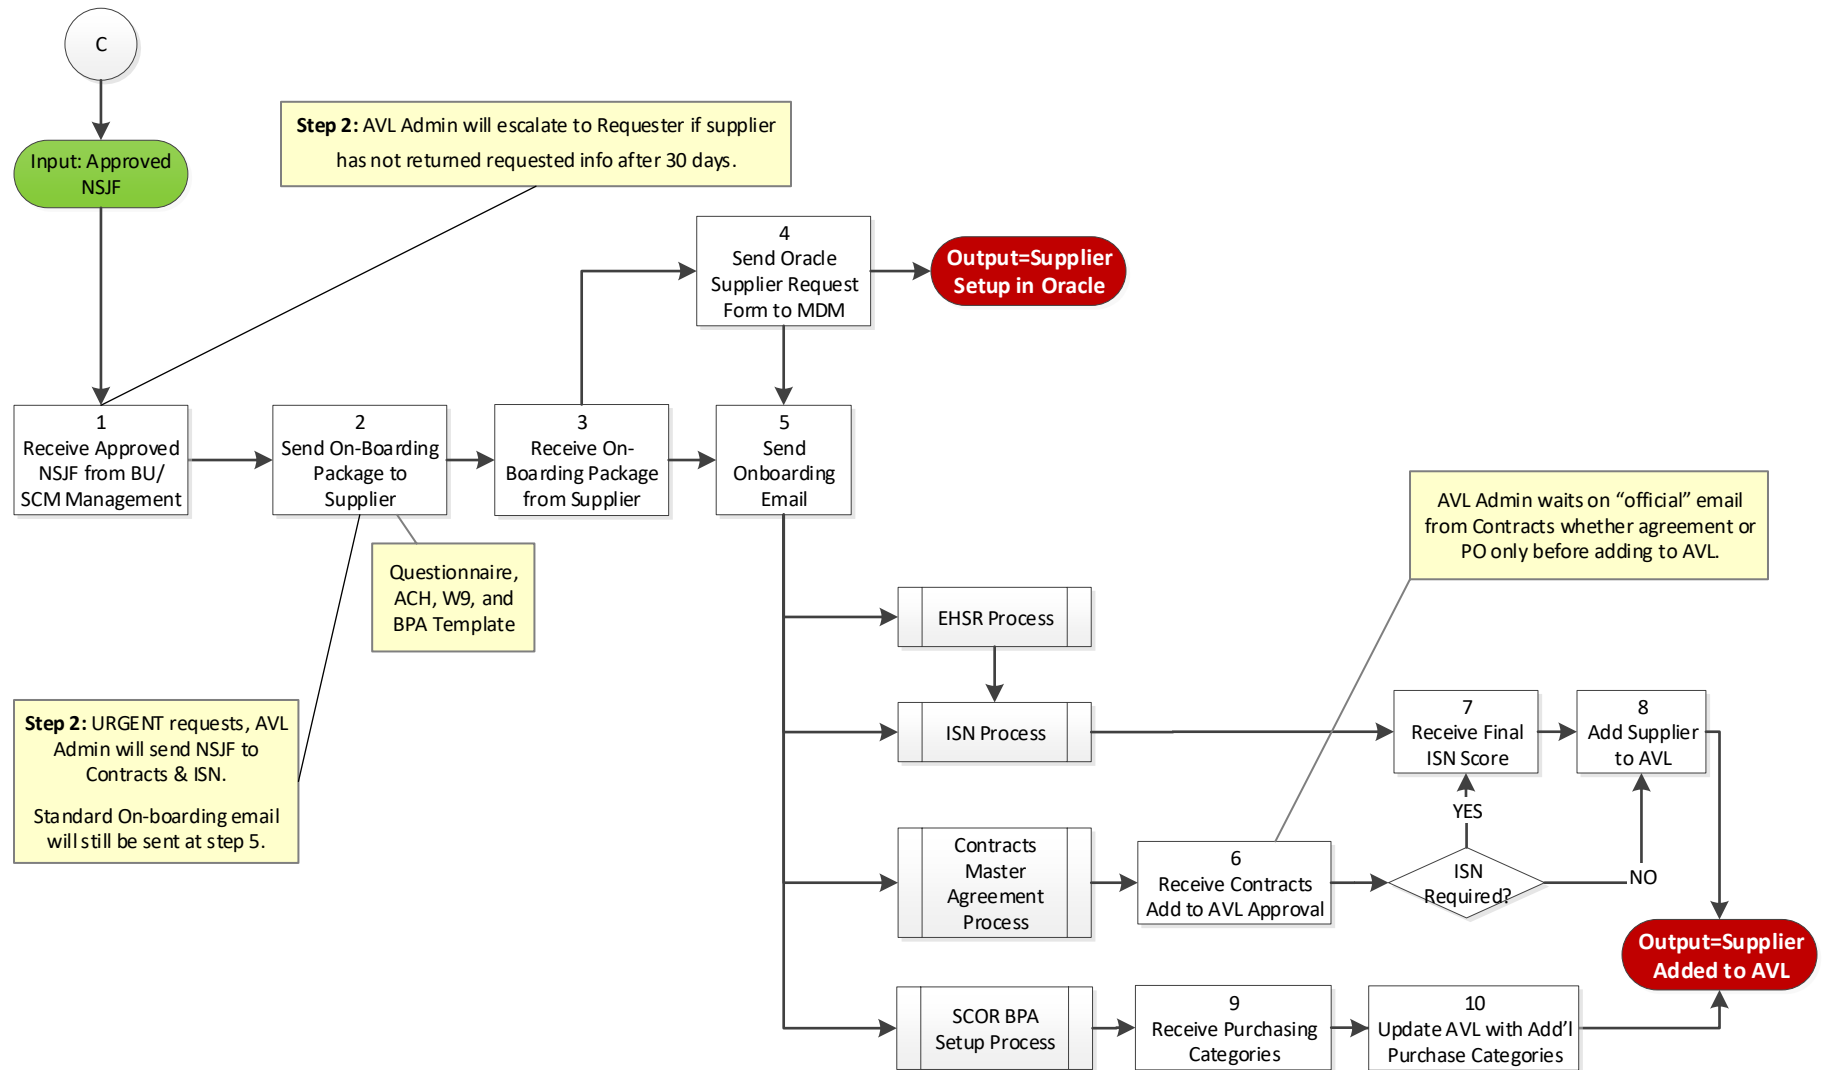 C
Input: Approved
NSJF
Step 2: AVL Admin will escalate to Requester if supplier
has not returned requested info after 30 days.
4
Send Oracle
Supplier Request
Form to MDM
Output=Supplier
Setup in Oracle
1
Receive Approved
NSJF from BU/
SCM Management
2
Send On-Boarding
Package to
Supplier
3
Receive On-
Boarding Package
from Supplier
5
Send
Onboarding
Email
AVL Admin waits on “official” email
from Contracts whether agreement or
PO only before adding to AVL.
Questionnaire,
ACH, W9, and
BPA Template
EHSR Process
Step 2: URGENT requests, AVL
Admin will send NSJF to
Contracts & ISN.
Standard On-boarding email
will still be sent at step 5.
ISN Process
7
Receive Final
ISN Score
8
Add Supplier
to AVL
YES
Contracts
Master
Agreement
Process
6
Receive Contracts
Add to AVL Approval
ISN
Required?
NO
Output=Supplier
Added to AVL
SCOR BPA
Setup Process
9
Receive Purchasing
Categories
10
Update AVL with Add’l
Purchase Categories